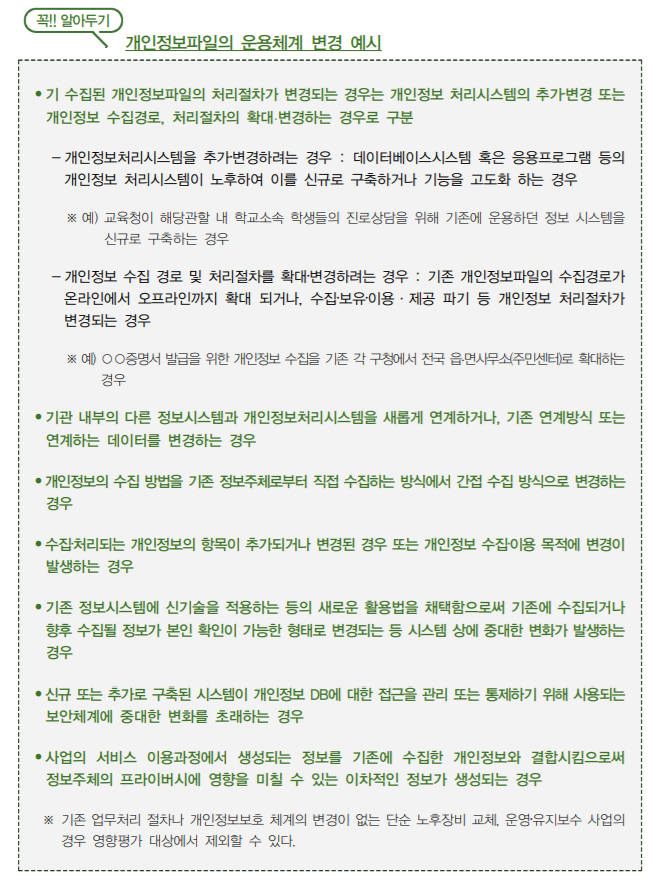 꼭!! 알아두기
개인정보파일의 운용체계 변경 예시
• 기 수집된 개인정보파일의 처리절차가 변경되는 경우는 개인정보 처리시스템의 추가·변경 또는
개인정보 수집경로, 처리절차의 확대·변경하는 경우로 구분
– 개인정보처리시스템을 추가·변경하려는 경우 : 데이터베이스시스템 혹은 응용프로그램 등의
개인정보 처리시스템이 노후하여 이를 신규로 구축하거나 기능을 고도화 하는 경우
※ 예) 교육청이 해당관할 내 학교소속 학생들의 진로상담을 위해 기존에 운용하던 정보 시스템을
신규로 구축하는 경우
– 개인정보 수집 경로 및 처리절차를 확대·변경하려는 경우 : 기존 개인정보파일의 수집경로가
온라인에서 오프라인까지 확대 되거나, 수집·보유·이용 · 제공 파기 등 개인정보 처리절차가
변경되는 경우
※ 예) ○○증명서 발급을 위한 개인정보 수집을 기존 각 구청에서 전국 읍·면사무소(주민센터)로 확대하는
경우
• 기관 내부의 다른 정보시스템과 개인정보처리시스템을 새롭게 연계하거나, 기존 연계방식 또는
연계하는 데이터를 변경하는 경우
• 개인정보의 수집 방법을 기존 정보주체로부터 직접 수집하는 방식에서 간접 수집 방식으로 변경하는
경우
• 수집·처리되는 개인정보의 항목이 추가되거나 변경된 경우 또는 개인정보 수집·이용 목적에 변경이
발생하는 경우
• 기존 정보시스템에 신기술을 적용하는 등의 새로운 활용법을 채택함으로써 기존에 수집되거나
향후 수집될 정보가 본인 확인이 가능한 형태로 변경되는 등 시스템 상에 중대한 변화가 발생하는
경우
• 신규 또는 추가로 구축된 시스템이 개인정보 DB에 대한 접근을 관리 또는 통제하기 위해 사용되는
보안체계에 중대한 변화를 초래하는 경우
• 사업의 서비스 이용과정에서 생성되는 정보를 기존에 수집한 개인정보와 결합시킴으로써
정보주체의 프라이버시에 영향을 미칠 수 있는 이차적인 정보가 생성되는 경우
※ 기존 업무처리 절차나 개인정보보호 체계의 변경이 없는 단순 노후장비 교체, 운영·유지보수 사업의
경우 영향평가 대상에서 제외할 수 있다.